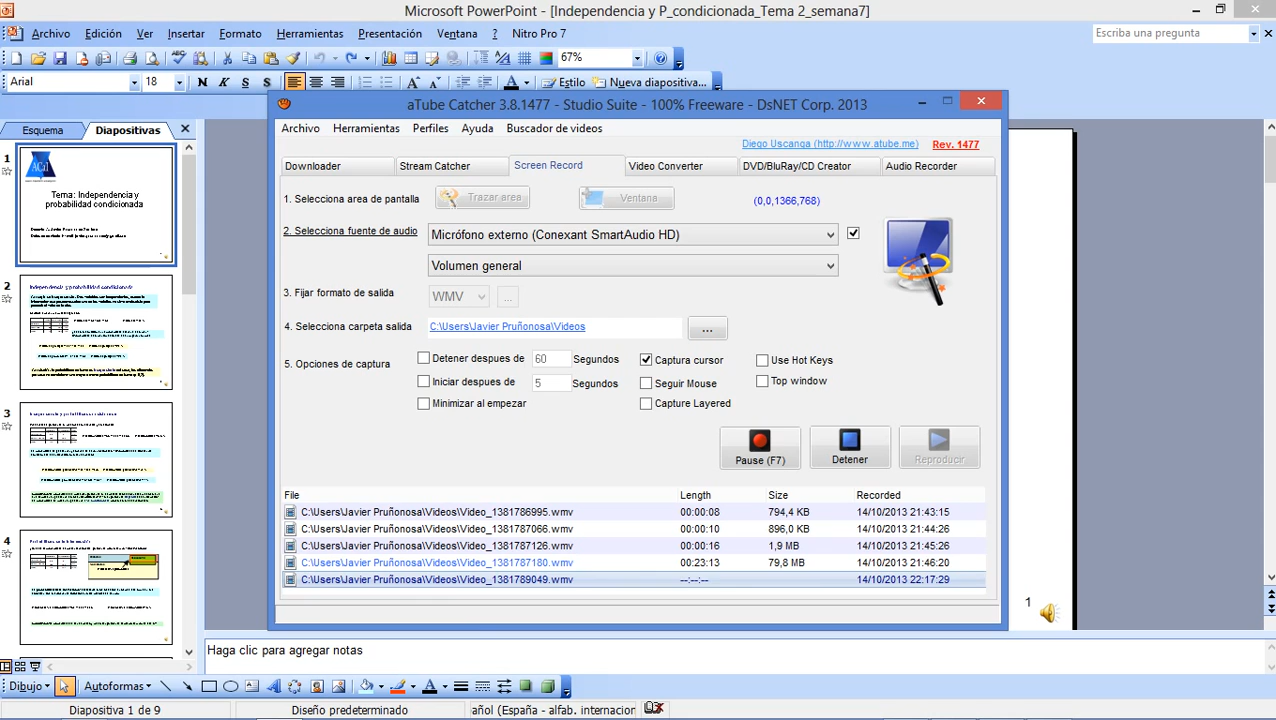 Microsoft PowerPoint - [Independencia y P_condicionada_Tema 2_semana7]
Archivo Edición Ver Insertar Formato Herramientas Presentación Ventana ? Nitro Pro 7
Escriba una pregunta
67%
Arial 18 N K S S Estilo Nueva diapositiva...
Esquema Diapositivas
1
Tema: Independencia y
probabilidad condicionada
2
Independencia y probabilidad condicionada
3
4
aTube Catcher 3.8.1477 - Studio Suite - 100% Freeware - DsNET Corp. 2013
Archivo Herramientas Perfiles Ayuda Buscador de videos
Diego Uscanga (http://www.atube.me) Rev. 1477
Downloader Stream Catcher Screen Record Video Converter DVD/BluRay/CD Creator Audio Recorder
1. Selecciona area de pantalla Trazar area Ventana (0,0,1366,768)
2. Selecciona fuente de audio Micrófono externo (Conexant SmartAudio HD)
Volumen general
3. Fijar formato de salida WMV ...
4. Selecciona carpeta salida C:\Users\Javier Pruñonosa\Videos ...
5. Opciones de captura
Detener despues de 60 Segundos Captura cursor Use Hot Keys
Iniciar despues de 5 Segundos Seguir Mouse Top window
Minimizar al empezar Capture Layered
Pause (F7) Detener Reproducir
File Length Size Recorded
C:\Users\Javier Pruñonosa\Videos\Video_1381786995.wmv 00:00:08 794,4 KB 14/10/2013 21:43:15
C:\Users\Javier Pruñonosa\Videos\Video_1381787066.wmv 00:00:10 896,0 KB 14/10/2013 21:44:26
C:\Users\Javier Pruñonosa\Videos\Video_1381787126.wmv 00:00:16 1,9 MB 14/10/2013 21:45:26
C:\Users\Javier Pruñonosa\Videos\Video_1381787180.wmv 00:23:13 79,8 MB 14/10/2013 21:46:20
C:\Users\Javier Pruñonosa\Videos\Video_1381789049.wmv --:--:-- 14/10/2013 22:17:29
1
Haga clic para agregar notas
Dibujo Autoformas
Diapositiva 1 de 9 Diseño predeterminado añol (España - alfab. internacior